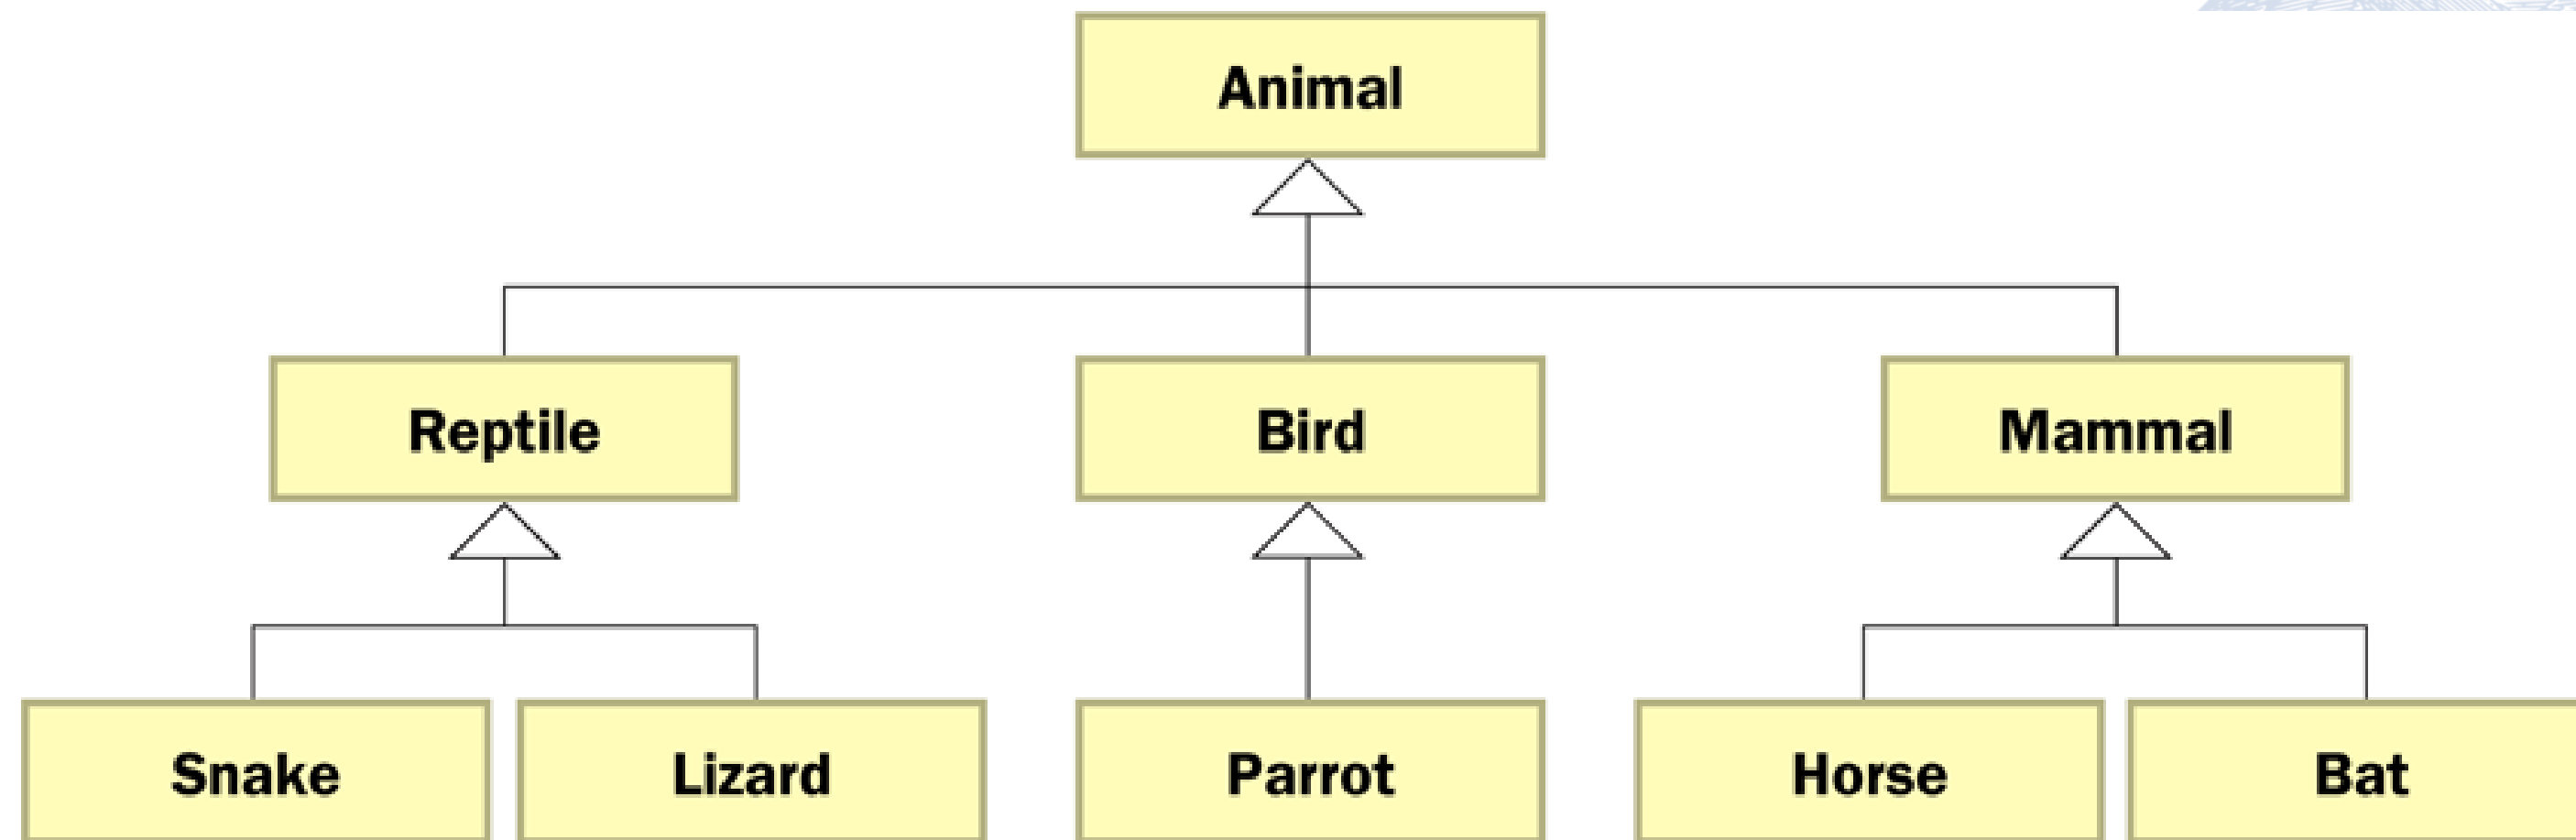 Animal
Reptile
Bird
Mammal
Snake
Lizard
Parrot
Horse
Bat